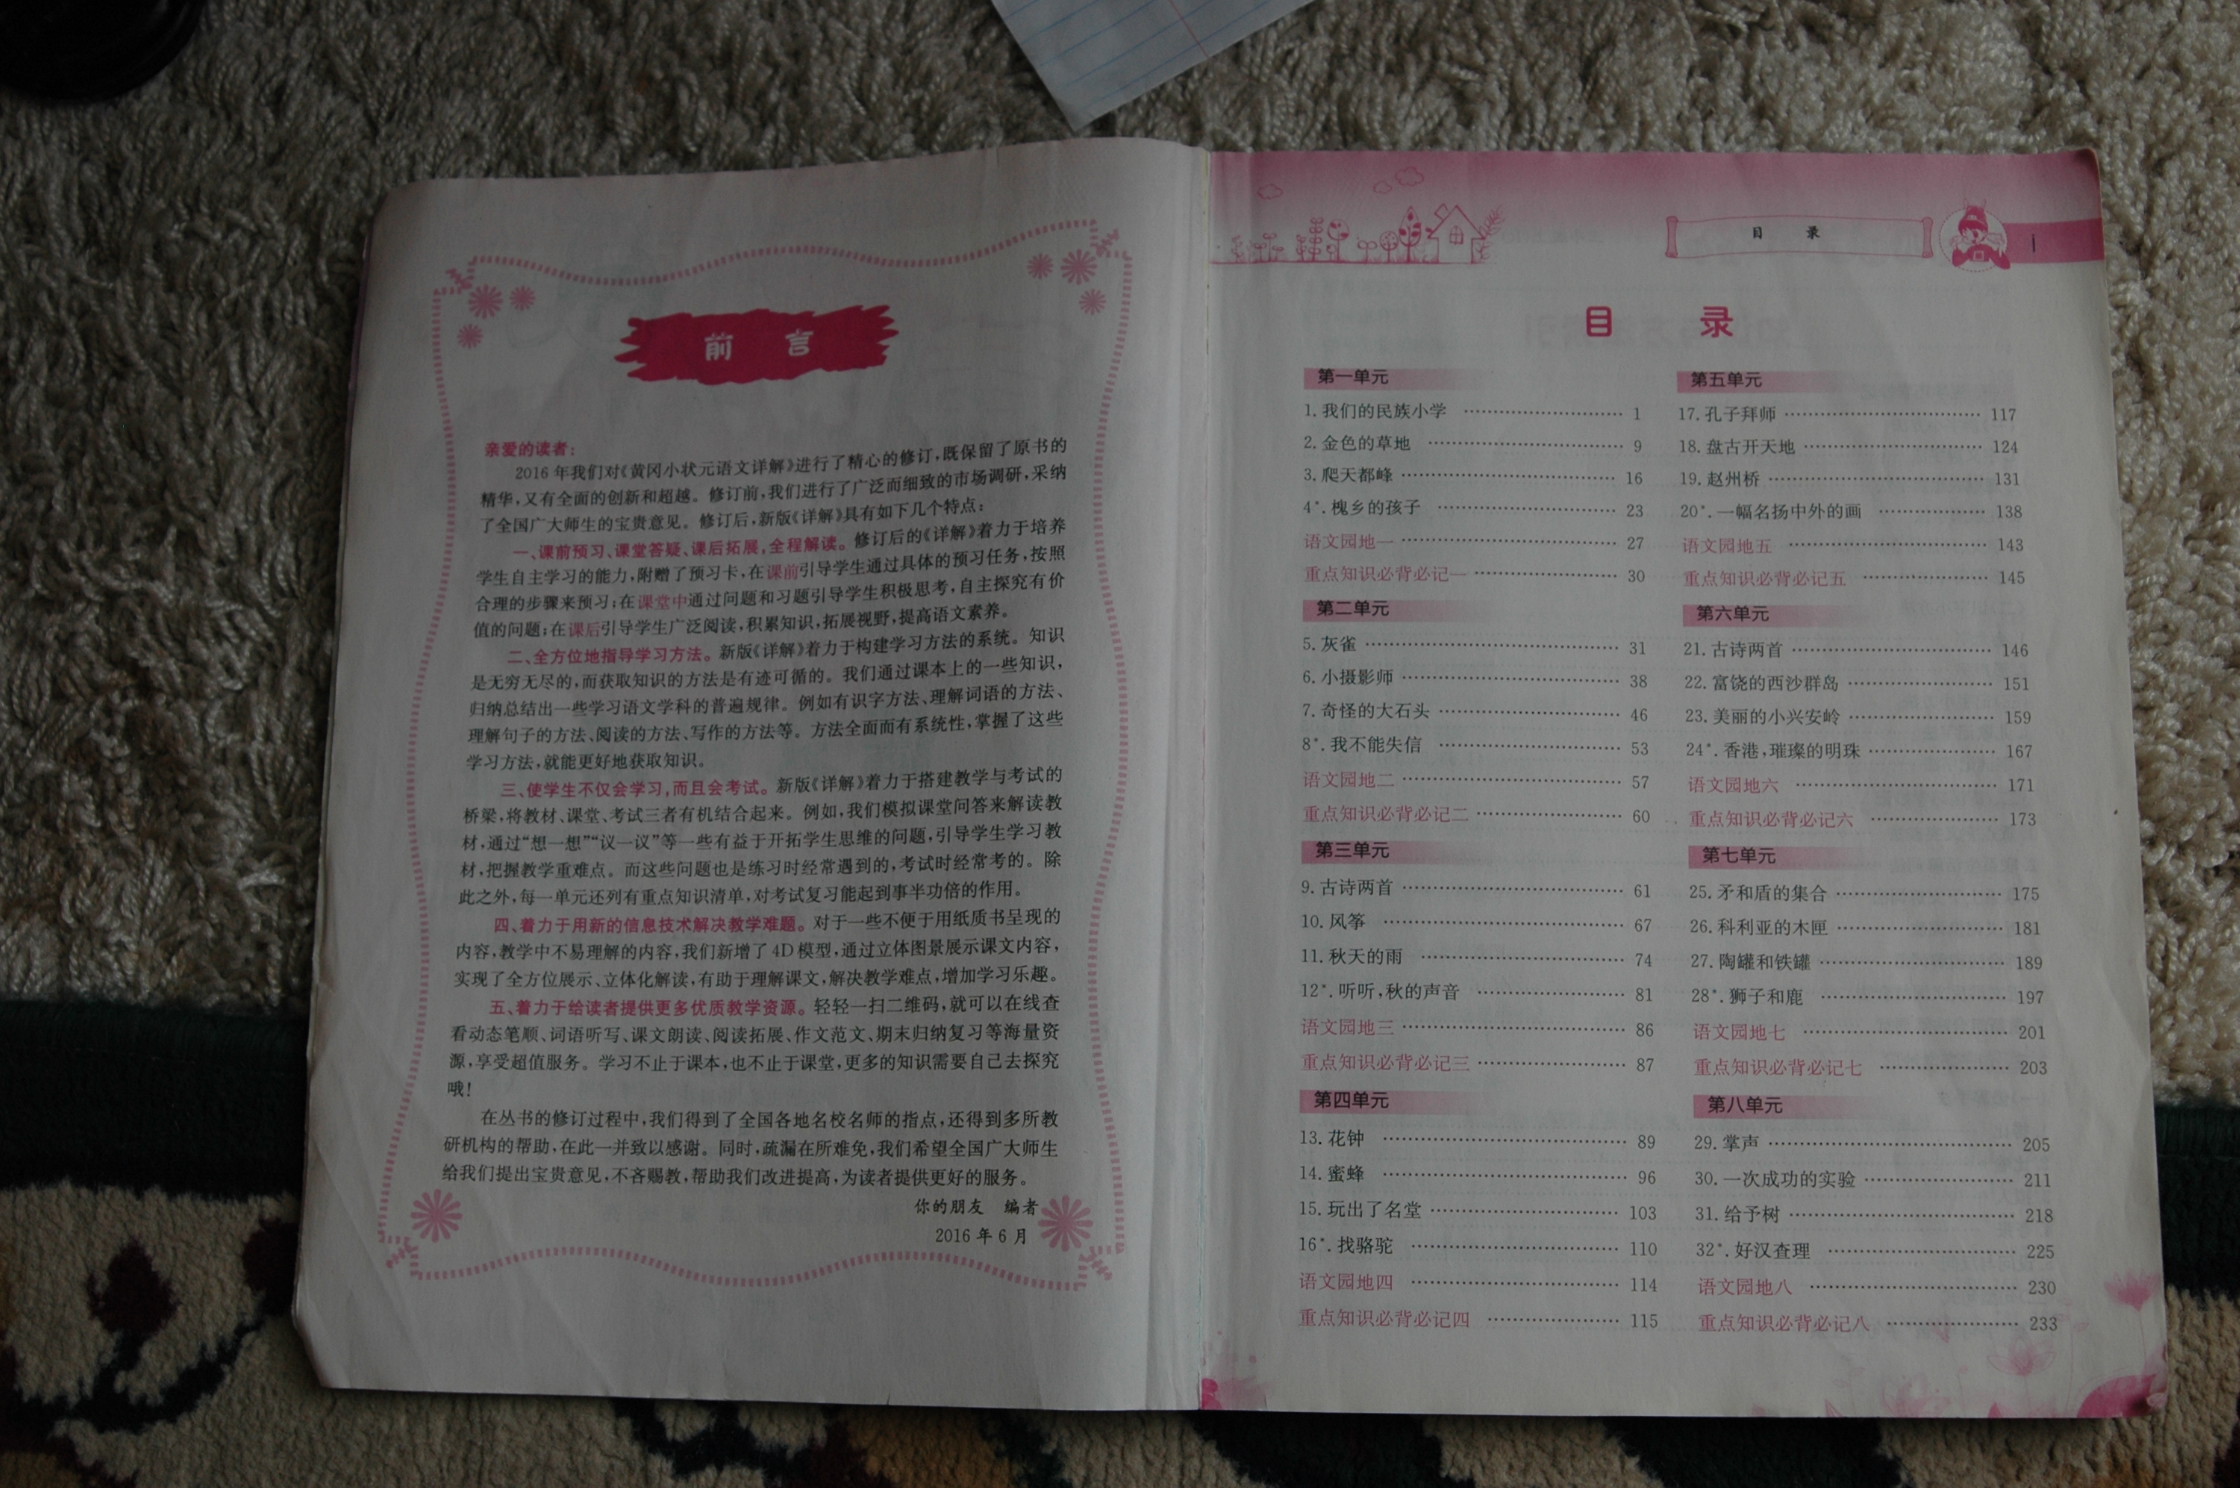 前言
亲爱的读者:
2016年我们对《黄冈小状元语文详解》进行了精心的修订,既保留了原书的
精华,又有全面的创新和超越。修订前,我们进行了广泛而细致的市场调研,采纳
了全国广大师生的宝贵意见。修订后,新版《详解》具有如下几个特点:
一、课前预习、课堂答疑、课后拓展,全程解读。修订后的《详解》着力于培养
学生自主学习的能力,附赠了预习卡,在课前引导学生通过具体的预习任务,按照
合理的步骤来预习;在课堂中通过问题和习题引导学生积极思考,自主探究有价
值的问题;在课后引导学生广泛阅读,积累知识,拓展视野,提高语文素养。
二、全方位地指导学习方法。新版《详解》着力于构建学习方法的系统。知识
是无穷无尽的,而获取知识的方法是有迹可循的。我们通过课本上的一些知识,
归纳总结出一些学习语文学科的普遍规律。例如有识字方法、理解词语的方法、
理解句子的方法、阅读的方法、写作的方法等。方法全面而有系统性,掌握了这些
学习方法,就能更好地获取知识。
三、使学生不仅会学习,而且会考试。新版《详解》着力于搭建教学与考试的
桥梁,将教材、课堂、考试三者有机结合起来。例如,我们模拟课堂问答来解读教
材,通过“想一想”“议一议”等一些有益于开拓学生思维的问题,引导学生学习教
材,把握教学重难点。而这些问题也是练习时经常遇到的,考试时经常考的。除
此之外,每一单元还列有重点知识清单,对考试复习能起到事半功倍的作用。
四、着力于用新的信息技术解决教学难题。对于一些不便于用纸质书呈现的
内容,教学中不易理解的内容,我们新增了4D模型,通过立体图景展示课文内容,
实现了全方位展示、立体化解读,有助于理解课文,解决教学难点,增加学习乐趣。
五、着力于给读者提供更多优质教学资源。轻轻一扫二维码,就可以在线查
看动态笔顺、词语听写、课文朗读、阅读拓展、作文范文、期末归纳复习等海量资
源,享受超值服务。学习不止于课本,也不止于课堂,更多的知识需要自己去探究
哦!
在丛书的修订过程中,我们得到了全国各地名校名师的指点,还得到多所教
研机构的帮助,在此一并致以感谢。同时,疏漏在所难免,我们希望全国广大师生
给我们提出宝贵意见,不吝赐教,帮助我们改进提高,为读者提供更好的服务。
你的朋友 编者
2016年6月
目 录
目 录
第一单元
1.我们的民族小学 1
2.金色的草地 9
3.爬天都峰 16
4*.槐乡的孩子 23
语文园地一 27
重点知识必背必记一 30
第二单元
5.灰雀 31
6.小摄影师 38
7.奇怪的大石头 46
8*.我不能失信 53
语文园地二 57
重点知识必背必记二 60
第三单元
9.古诗两首 61
10.风筝 67
11.秋天的雨 74
12*.听听,秋的声音 81
语文园地三 86
重点知识必背必记三 87
第四单元
13.花钟 89
14.蜜蜂 96
15.玩出了名堂 103
16*.找骆驼 110
语文园地四 114
重点知识必背必记四 115
第五单元
17.孔子拜师 117
18.盘古开天地 124
19.赵州桥 131
20*.一幅名扬中外的画 138
语文园地五 143
重点知识必背必记五 145
第六单元
21.古诗两首 146
22.富饶的西沙群岛 151
23.美丽的小兴安岭 159
24*.香港,璀璨的明珠 167
语文园地六 171
重点知识必背必记六 173
第七单元
25.矛和盾的集合 175
26.科利亚的木匣 181
27.陶罐和铁罐 189
28*.狮子和鹿 197
语文园地七 201
重点知识必背必记七 203
第八单元
29.掌声 205
30.一次成功的实验 211
31.给予树 218
32*.好汉查理 225
语文园地八 230
重点知识必背必记八 233